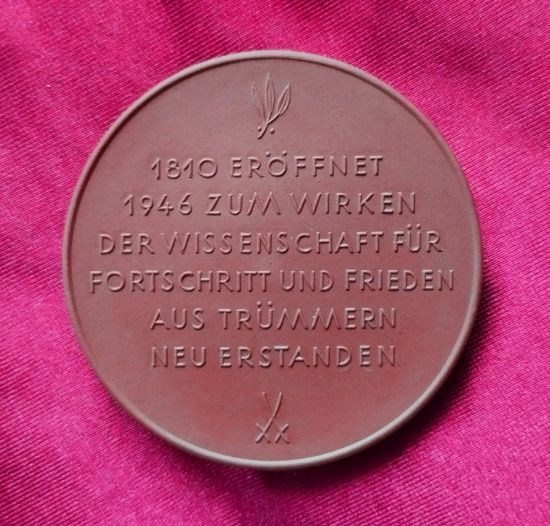 1810 ERÖFFNET
1946 ZUM WIRKEN
DER WISSENSCHAFT FÜR
FORTSCHRITT UND FRIEDEN
AUS TRÜMMERN
NEU ERSTANDEN